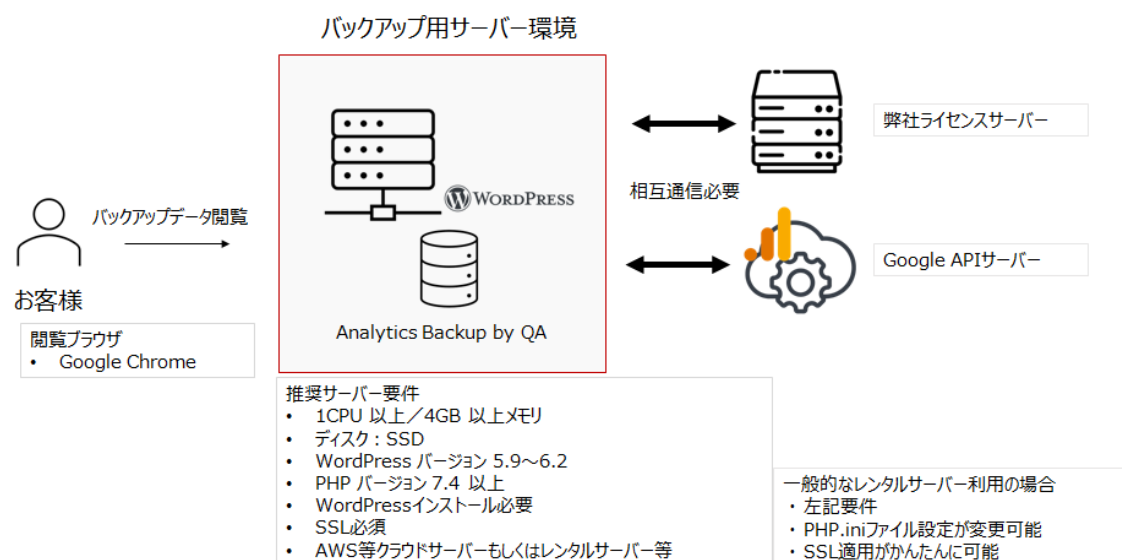 バックアップ用サーバー環境
弊社ライセンスサーバー
相互通信必要
WORDPRESS
バックアップデータ閲覧
Google APIサーバー
お客様
Analytics Backup by QA
閲覧ブラウザ
• Google Chrome
推奨サーバー要件
• 1CPU 以上／4GB 以上メモリ
• ディスク：SSD
• WordPress バージョン 5.9～6.2
• PHP バージョン 7.4 以上
• WordPressインストール必要
• SSL必須
• AWS等クラウドサーバーもしくはレンタルサーバー等
一般的なレンタルサーバー利用の場合
・左記要件
・PHP.iniファイル設定が変更可能
・SSL適用がかんたんに可能